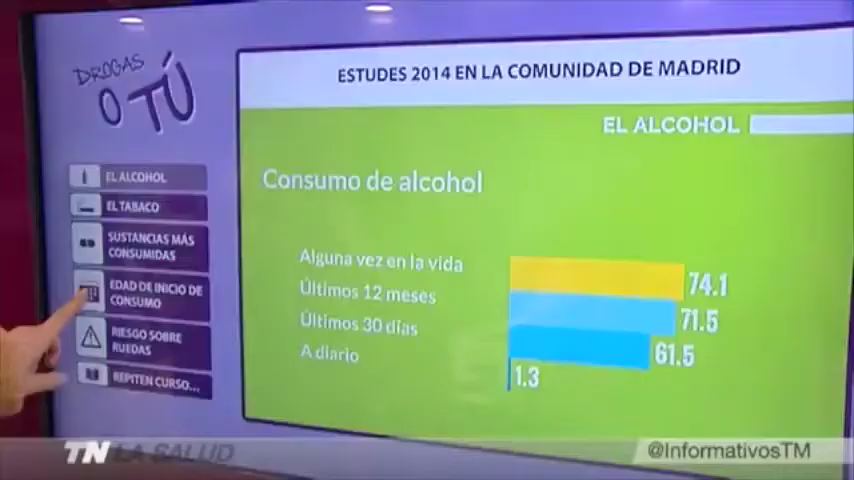 DROGAS
O TÚ
EL ALCOHOL
EL TABACO
SUSTANCIAS MÁS
CONSUMIDAS
EDAD DE INICIO DE
CONSUMO
RIESGO SOBRE
RUEDAS
REPITEN CURSO...
ESTUDES 2014 EN LA COMUNIDAD DE MADRID
EL ALCOHOL
Consumo de alcohol
Alguna vez en la vida 74.1
Últimos 12 meses 71.5
Últimos 30 días 61.5
A diario 1.3
TN LA SALUD
@InformativosTM